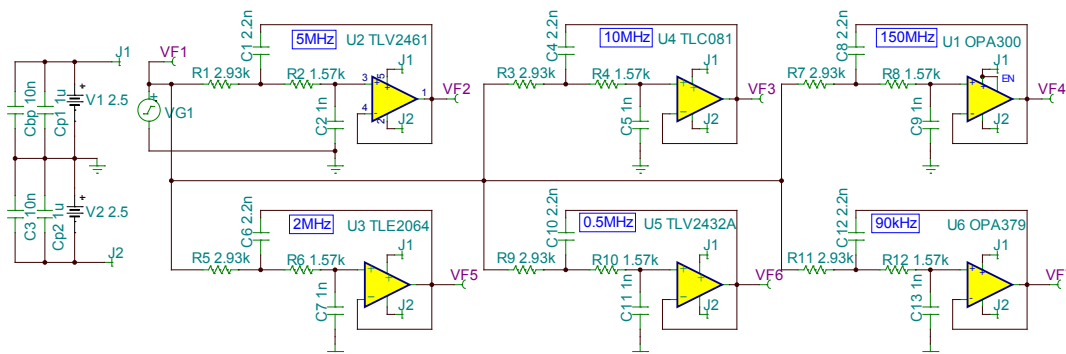 J1
Cbp 10n
Cp1 1u
V1 2.5
C3 10n
Cp2 1u
V2 2.5
J2
VF1
VG1
R1 2.93k
C1 2.2n
R2 1.57k
C2 1n
5MHz
U2 TLV2461
J1
3
5
4
2
1
J2
VF2
R3 2.93k
C4 2.2n
R4 1.57k
C5 1n
10MHz
U4 TLC081
J1
J2
VF3
R7 2.93k
C8 2.2n
R8 1.57k
C9 1n
150MHz
U1 OPA300
J1
EN
J2
VF4
R5 2.93k
C6 2.2n
R6 1.57k
C7 1n
2MHz
U3 TLE2064
J1
J2
VF5
R9 2.93k
C10 2.2n
R10 1.57k
C11 1n
0.5MHz
U5 TLV2432A
J1
J2
VF6
R11 2.93k
C12 2.2n
R12 1.57k
C13 1n
90kHz
U6 OPA379
J1
J2
VF